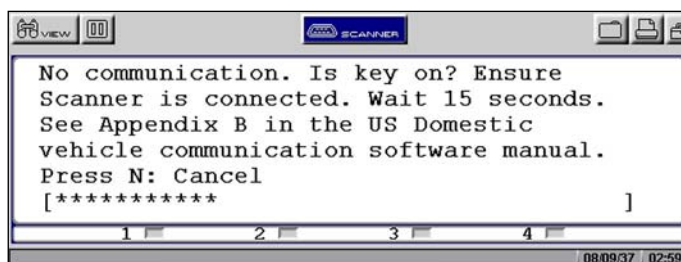 VIEW SCANNER
No communication. Is key on? Ensure
Scanner is connected. Wait 15 seconds.
See Appendix B in the US Domestic
vehicle communication software manual.
Press N: Cancel
[*********** ]
1 2 3 4
08/09/37 02:59